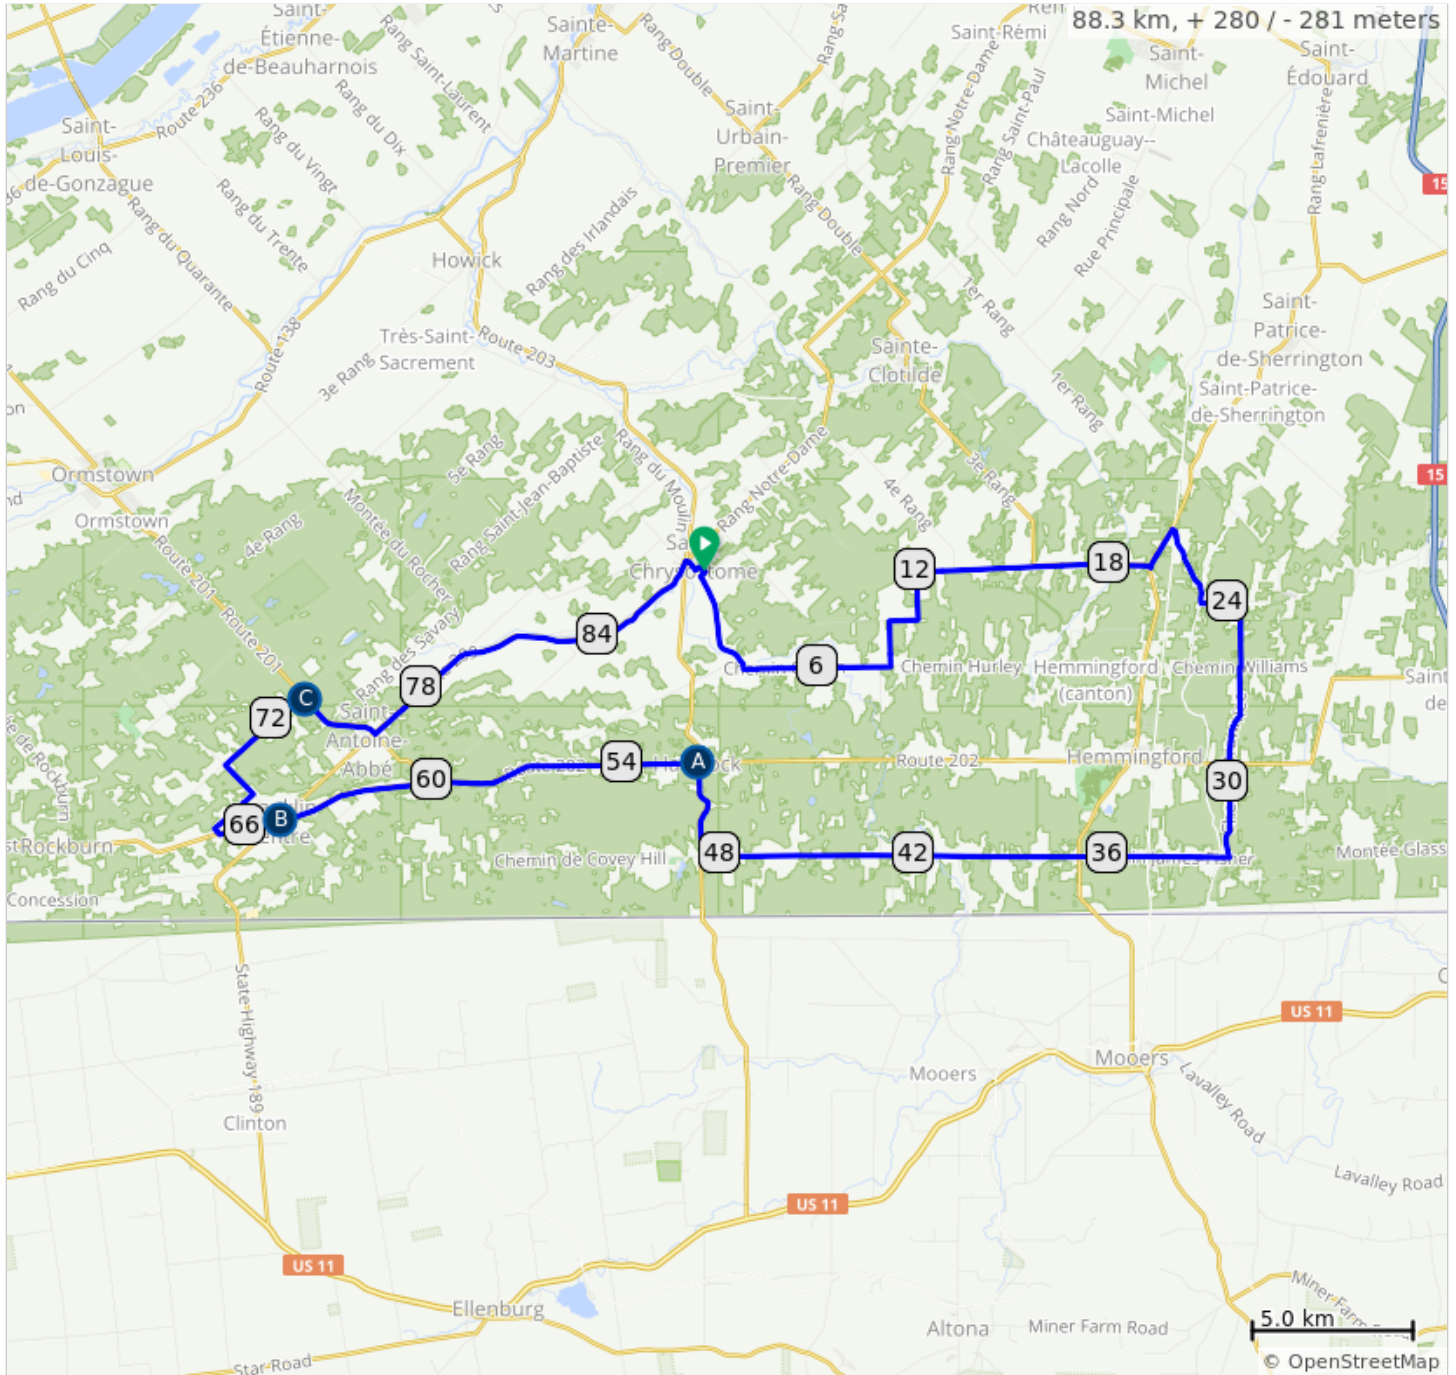 88.3 km, + 280 / - 281 meters
Saint-
Étienne-
de-Beauharnois
Rang Saint-Laurent
Sainte-
Martine
Rang Double
Saint-Rémi
Rang Notre-Dame
Rang Saint-Paul
Saint-
Michel
Saint-
Édouard
Route 236
Rang du Dix
Rang du Vingt
Saint-
Louis-
de-Gonzague
Saint-
Urbain-
Premier
Saint-Michel
Châteauguay--
Lacolle
Rang Lafrenière
15
Rang du Trente
Rang du Quarante
Rang du Cinq
Howick
Rang des Irlandais
Rang Double
Rang Nord
Rue Principale
1er Rang
Saint-
Patrice-
de-Sherrington
Route 138
Très-Saint-
Sacrement
Route 203
3e Rang
Sainte-
Clotilde
1er Rang
Saint-Patrice-
de-Sherrington
Ormstown
5e Rang
Rang Saint-Jean-Baptiste
Rang du Moulin
Rang Notre-Dame
3e Rang
4e Rang
15
Ormstown
4e Rang
Montée du Rocher
Route 201 - Route 201
Chrysostome
12
18
24
84
Rang des Savary
6
Chemin Hurley
Hemmingford
(canton)
Chemin Williams
78
C
72
Saint-
Antoine-
Abbé
60
54
A
Route 202
Hemmingford
30
66
B
Rockburn
48
42
36
Chemin de Covey Hill
Montée Glass
Concession
State Highway 189
US 11
Mooers
Mooers
Lavalley Road
Clinton
Lavalley Road
US 11
US 11
Ellenburg
Altona
Miner Farm Road
5.0 km
Star Road
© OpenStreetMap